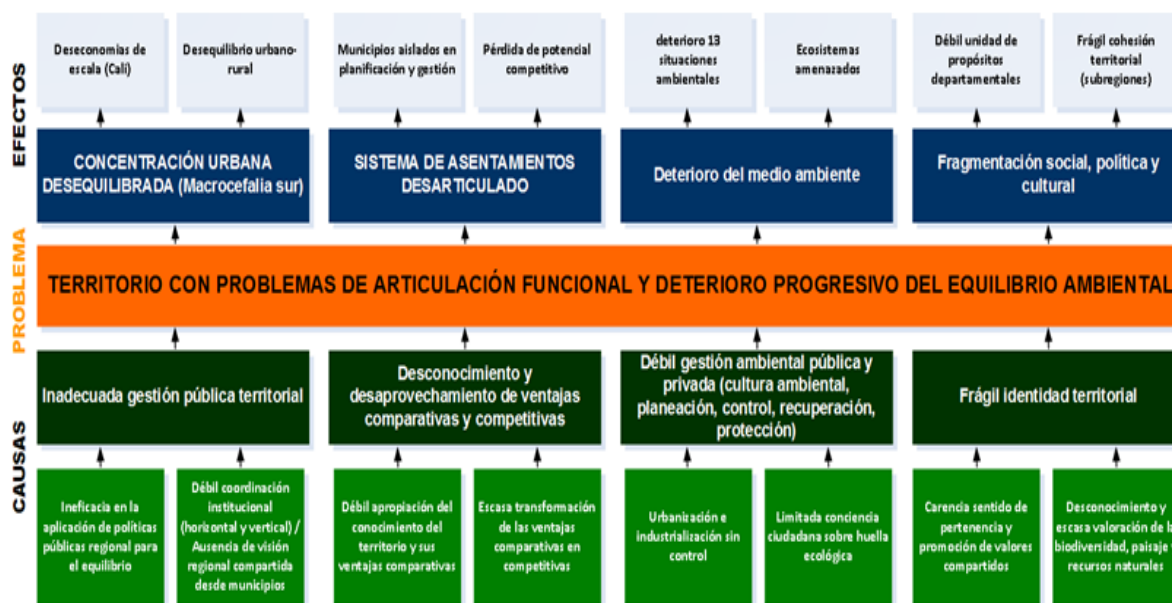 EFECTOS
Deseconomías de
escala (Cali)
Desequilibrio urbano-
rural
Municipios aislados en
planificación y gestión
Pérdida de potencial
competitivo
deterioro 13
situaciones
ambientales
Ecosistemas
amenazados
Débil unidad de
propósitos
departamentales
Frágil cohesión
territorial
(subregiones)
CONCENTRACIÓN URBANA
DESEQUILIBRADA (Macrocefalia sur)
SISTEMA DE ASENTAMIENTOS
DESARTICULADO
Deterioro del medio ambiente
Fragmentación social, política y
cultural
PROBLEMA
TERRITORIO CON PROBLEMAS DE ARTICULACIÓN FUNCIONAL Y DETERIORO PROGRESIVO DEL EQUILIBRIO AMBIENTAL
CAUSAS
Inadecuada gestión pública territorial
Desconocimiento y
desaprovechamiento de ventajas
comparativas y competitivas
Débil gestión ambiental pública y
privada (cultura ambiental,
planeación, control, recuperación,
protección)
Frágil identidad territorial
Ineficacia en la
aplicación de políticas
públicas regional para
el equilibrio
Débil coordinación
institucional
(horizontal y vertical) /
Ausencia de visión
regional compartida
desde municipios
Débil apropiación del
conocimiento del
territorio y sus
ventajas comparativas
Escasa transformación
de las ventajas
comparativas en
competitivas
Urbanización e
industrialización sin
control
Limitada conciencia
ciudadana sobre huella
ecológica
Carencia sentido de
pertenencia y
promoción de valores
compartidos
Desconocimiento y
escasa valoración de la
biodiversidad, paisaje y
recursos naturales